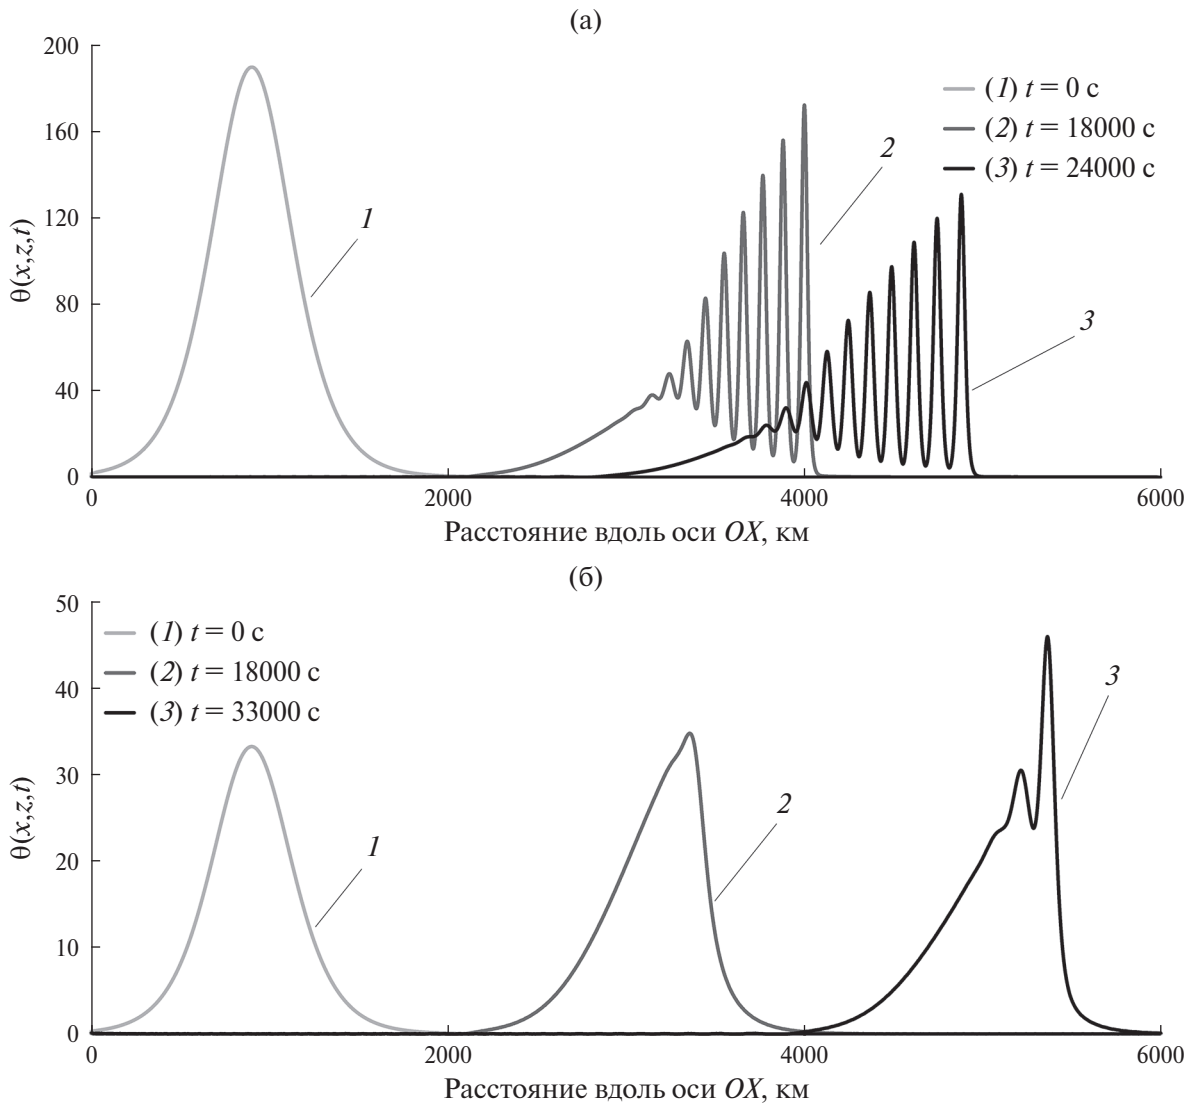 (а)
200
160
120
80
40
0
θ(x,z,t)
(1) t = 0 с
(2) t = 18000 с
(3) t = 24000 с
1
2
3
0
2000
4000
6000
Расстояние вдоль оси OX, км
(б)
50
40
30
20
10
0
θ(x,z,t)
(1) t = 0 с
(2) t = 18000 с
(3) t = 33000 с
1
2
3
0
2000
4000
6000
Расстояние вдоль оси OX, км